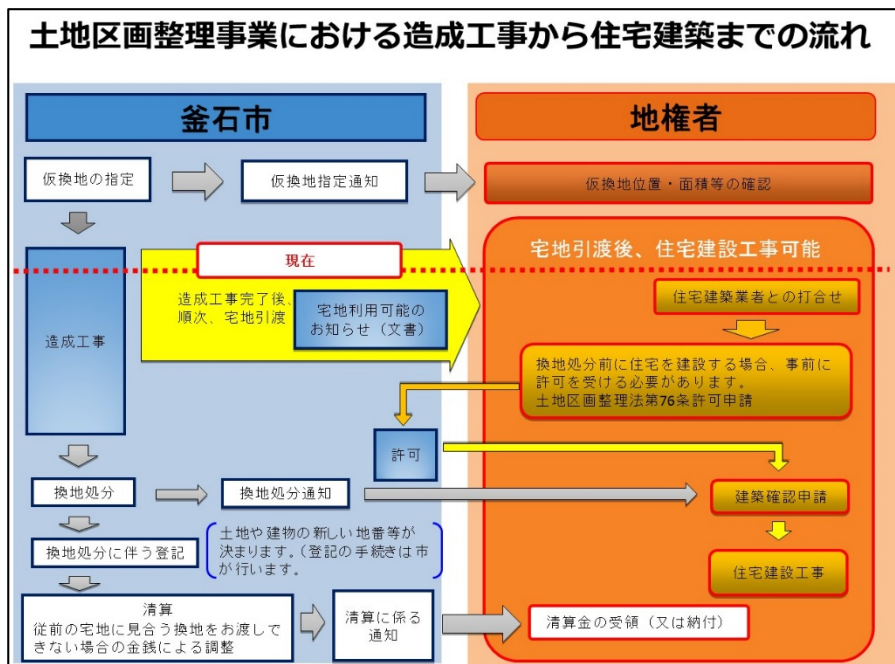 土地区画整理事業における造成工事から住宅建築までの流れ
釜石市
地権者
仮換地の指定
仮換地指定通知
仮換地位置・面積等の確認
宅地引渡後、住宅建設工事可能
現在
造成工事
造成工事完了後、
順次、宅地引渡
宅地利用可能の
お知らせ（文書）
住宅建築業者との打合せ
換地処分前に住宅を建設する場合、事前に
許可を受ける必要があります。
土地区画整理法第76条許可申請
許可
換地処分
換地処分通知
建築確認申請
換地処分に伴う登記
土地や建物の新しい地番等が
決まります。（登記の手続きは市
が行います。
住宅建設工事
清算
従前の宅地に見合う換地をお渡しで
きない場合の金銭による調整
清算に係る
通知
清算金の受領（又は納付）